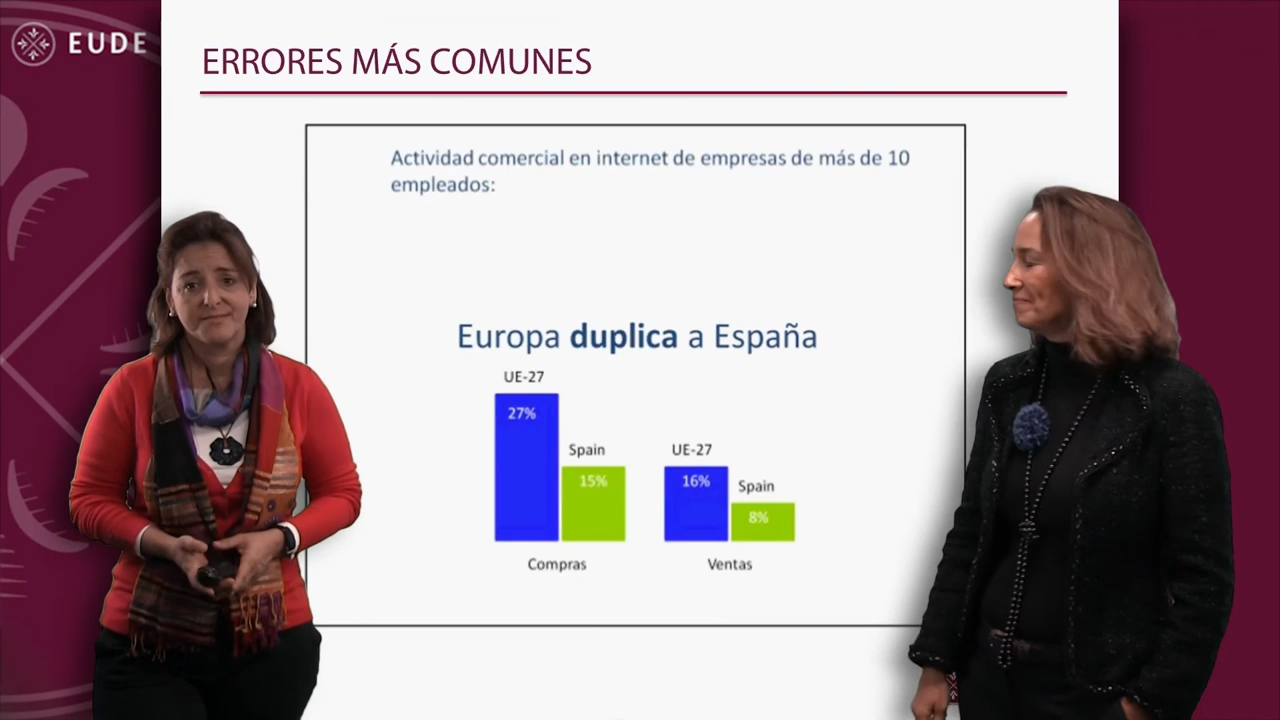 EUDE
ERRORES MÁS COMUNES
Actividad comercial en internet de empresas de más de 10
empleados:
Europa duplica a España
UE-27
27%
Spain
15%
UE-27
16%
Spain
8%
Compras
Ventas